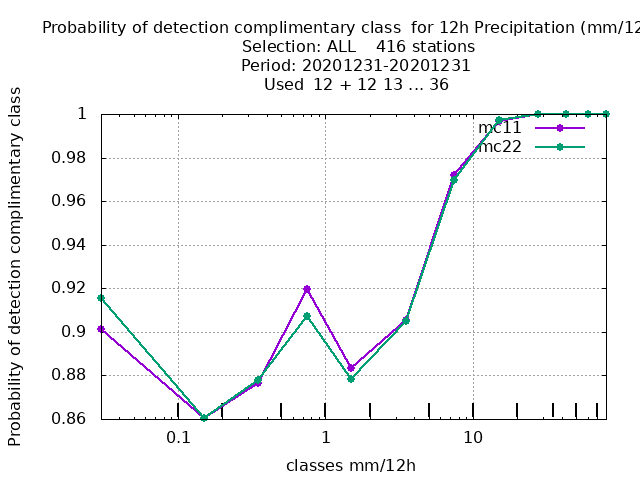 Probability of detection complimentary class  for 12h Precipitation (mm/12
Selection: ALL    416 stations
Period: 20201231-20201231
Used  12 + 12 13 ... 36
Probability of detection complimentary class
1
0.98
0.96
0.94
0.92
0.9
0.88
0.86
mc11
mc22
0.1
1
10
classes mm/12h